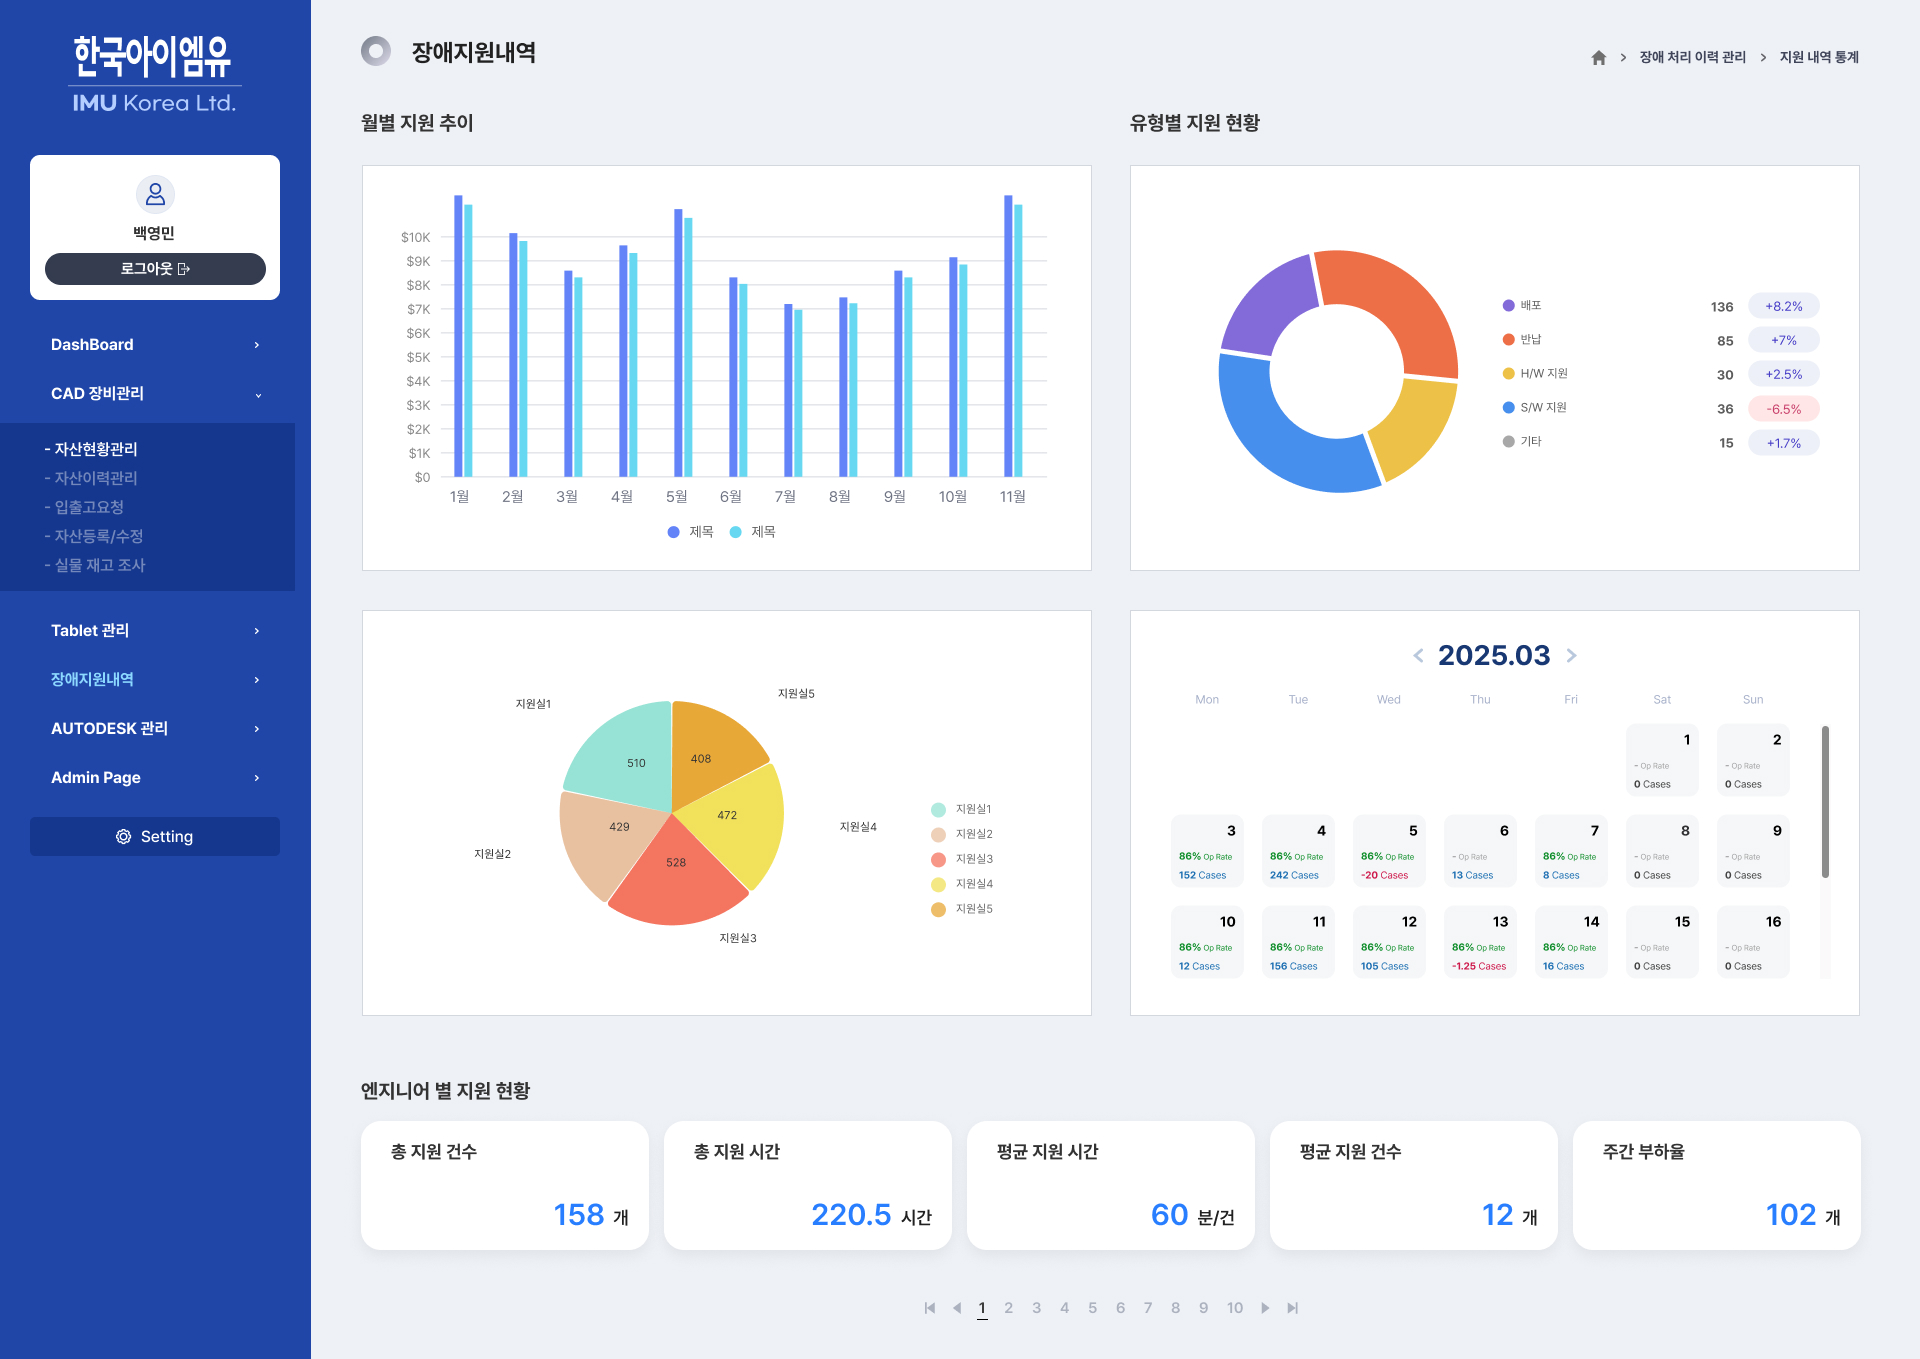 한국아이엠유
IMU Korea Ltd.
백영민
로그아웃
DashBoard
CAD 장비관리
- 자산현황관리
- 자산이력관리
- 입출고요청
- 자산등록/수정
- 실물 재고 조사
Tablet 관리
장애지원내역
AUTODESK 관리
Admin Page
Setting
장애지원내역
> 장애 처리 이력 관리 > 지원 내역 통계
월별 지원 추이
$10K
$9K
$8K
$7K
$6K
$5K
$4K
$3K
$2K
$1K
$0
1월 2월 3월 4월 5월 6월 7월 8월 9월 10월 11월
제목 제목
유형별 지원 현황
배포 136 +8.2%
반납 85 +7%
H/W 지원 30 +2.5%
S/W 지원 36 -6.5%
기타 15 +1.7%
지원실5
지원실1
408
510
472
429
지원실4
지원실2
528
지원실3
지원실1
지원실2
지원실3
지원실4
지원실5
< 2025.03 >
Mon Tue Wed Thu Fri Sat Sun
1 2
- Op Rate - Op Rate
0 Cases 0 Cases
3 4 5 6 7 8 9
86% Op Rate 86% Op Rate 86% Op Rate - Op Rate 86% Op Rate - Op Rate - Op Rate
152 Cases 242 Cases -20 Cases 13 Cases 8 Cases 0 Cases 0 Cases
10 11 12 13 14 15 16
86% Op Rate 86% Op Rate 86% Op Rate 86% Op Rate 86% Op Rate - Op Rate - Op Rate
12 Cases 156 Cases 105 Cases -1.25 Cases 16 Cases 0 Cases 0 Cases
엔지니어 별 지원 현황
총 지원 건수
158 개
총 지원 시간
220.5 시간
평균 지원 시간
60 분/건
평균 지원 건수
12 개
주간 부하율
102 개
1 2 3 4 5 6 7 8 9 10